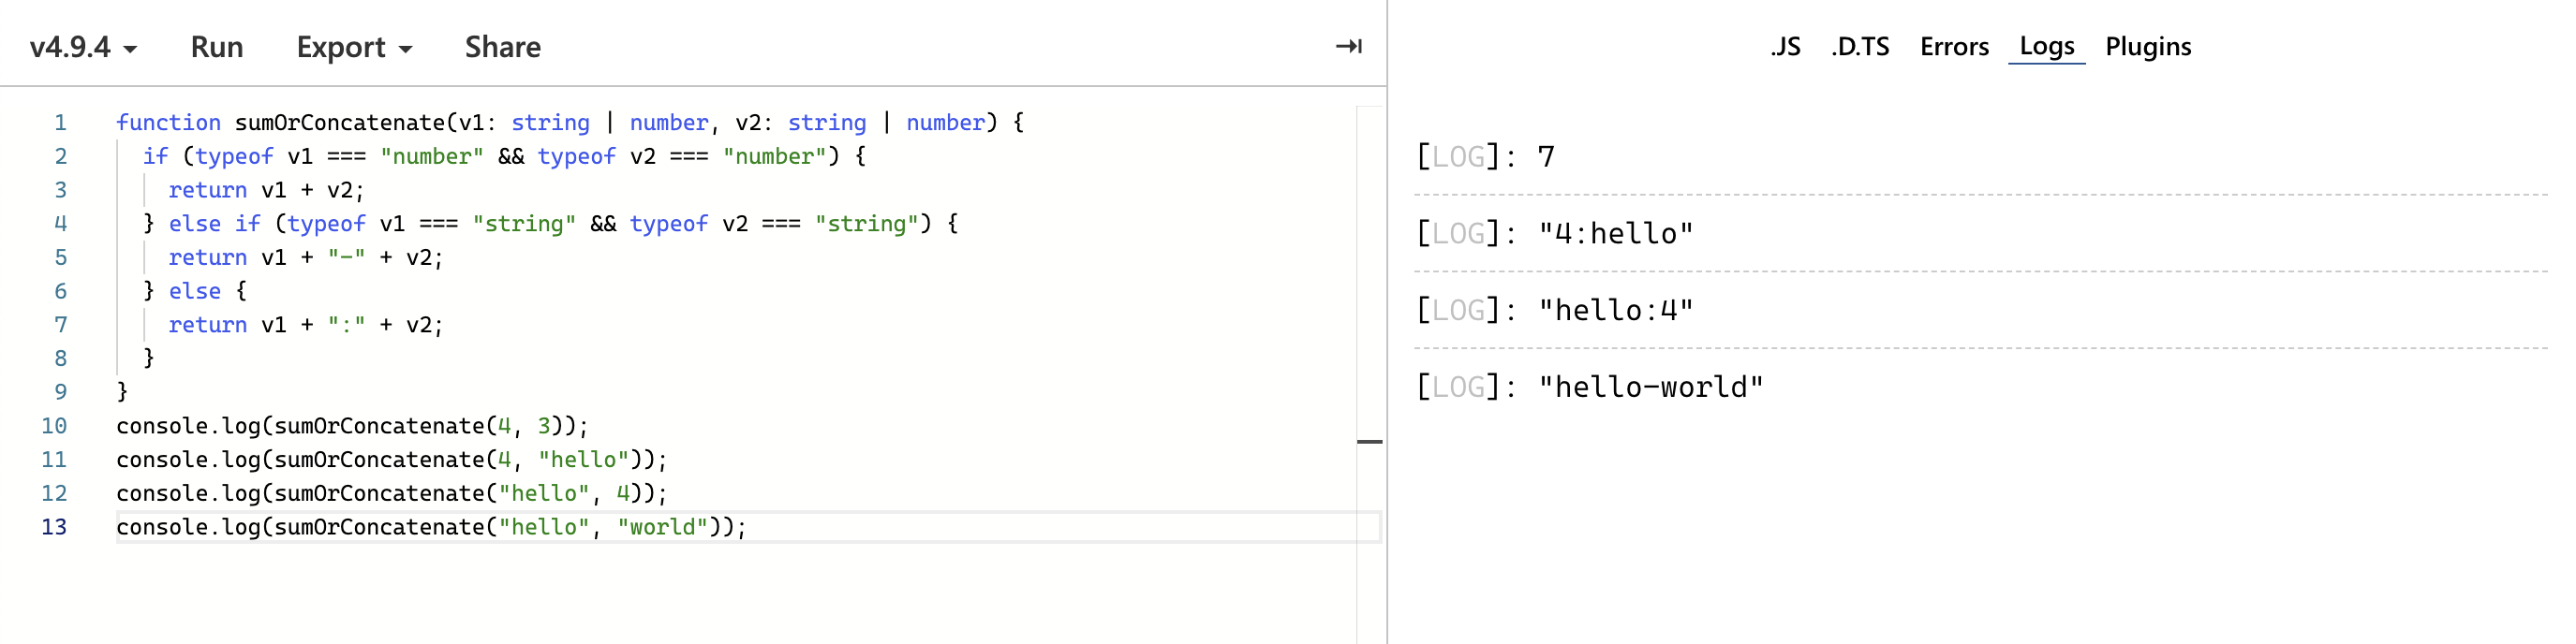 v4.9.4 Run Export Share
.JS .D.TS Errors Logs Plugins
1 function sumOrConcatenate(v1: string | number, v2: string | number) {
2   if (typeof v1 === "number" && typeof v2 === "number") {
3     return v1 + v2;
4   } else if (typeof v1 === "string" && typeof v2 === "string") {
5     return v1 + "-" + v2;
6   } else {
7     return v1 + ":" + v2;
8   }
9 }
10 console.log(sumOrConcatenate(4, 3));
11 console.log(sumOrConcatenate(4, "hello"));
12 console.log(sumOrConcatenate("hello", 4));
13 console.log(sumOrConcatenate("hello", "world"));
[LOG]: 7
[LOG]: "4:hello"
[LOG]: "hello:4"
[LOG]: "hello-world"